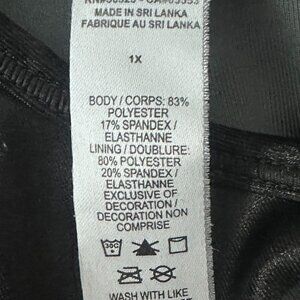 MADE IN SRI LANKA
FABRIQUE AU SRI LANKA
1X
BODY / CORPS: 83%
POLYESTER
17% SPANDEX /
ELASTHANNE
LINING / DOUBLURE:
80% POLYESTER
20% SPANDEX /
ELASTHANNE
EXCLUSIVE OF
DECORATION /
DECORATION NON
COMPRISE
WASH WITH LIKE